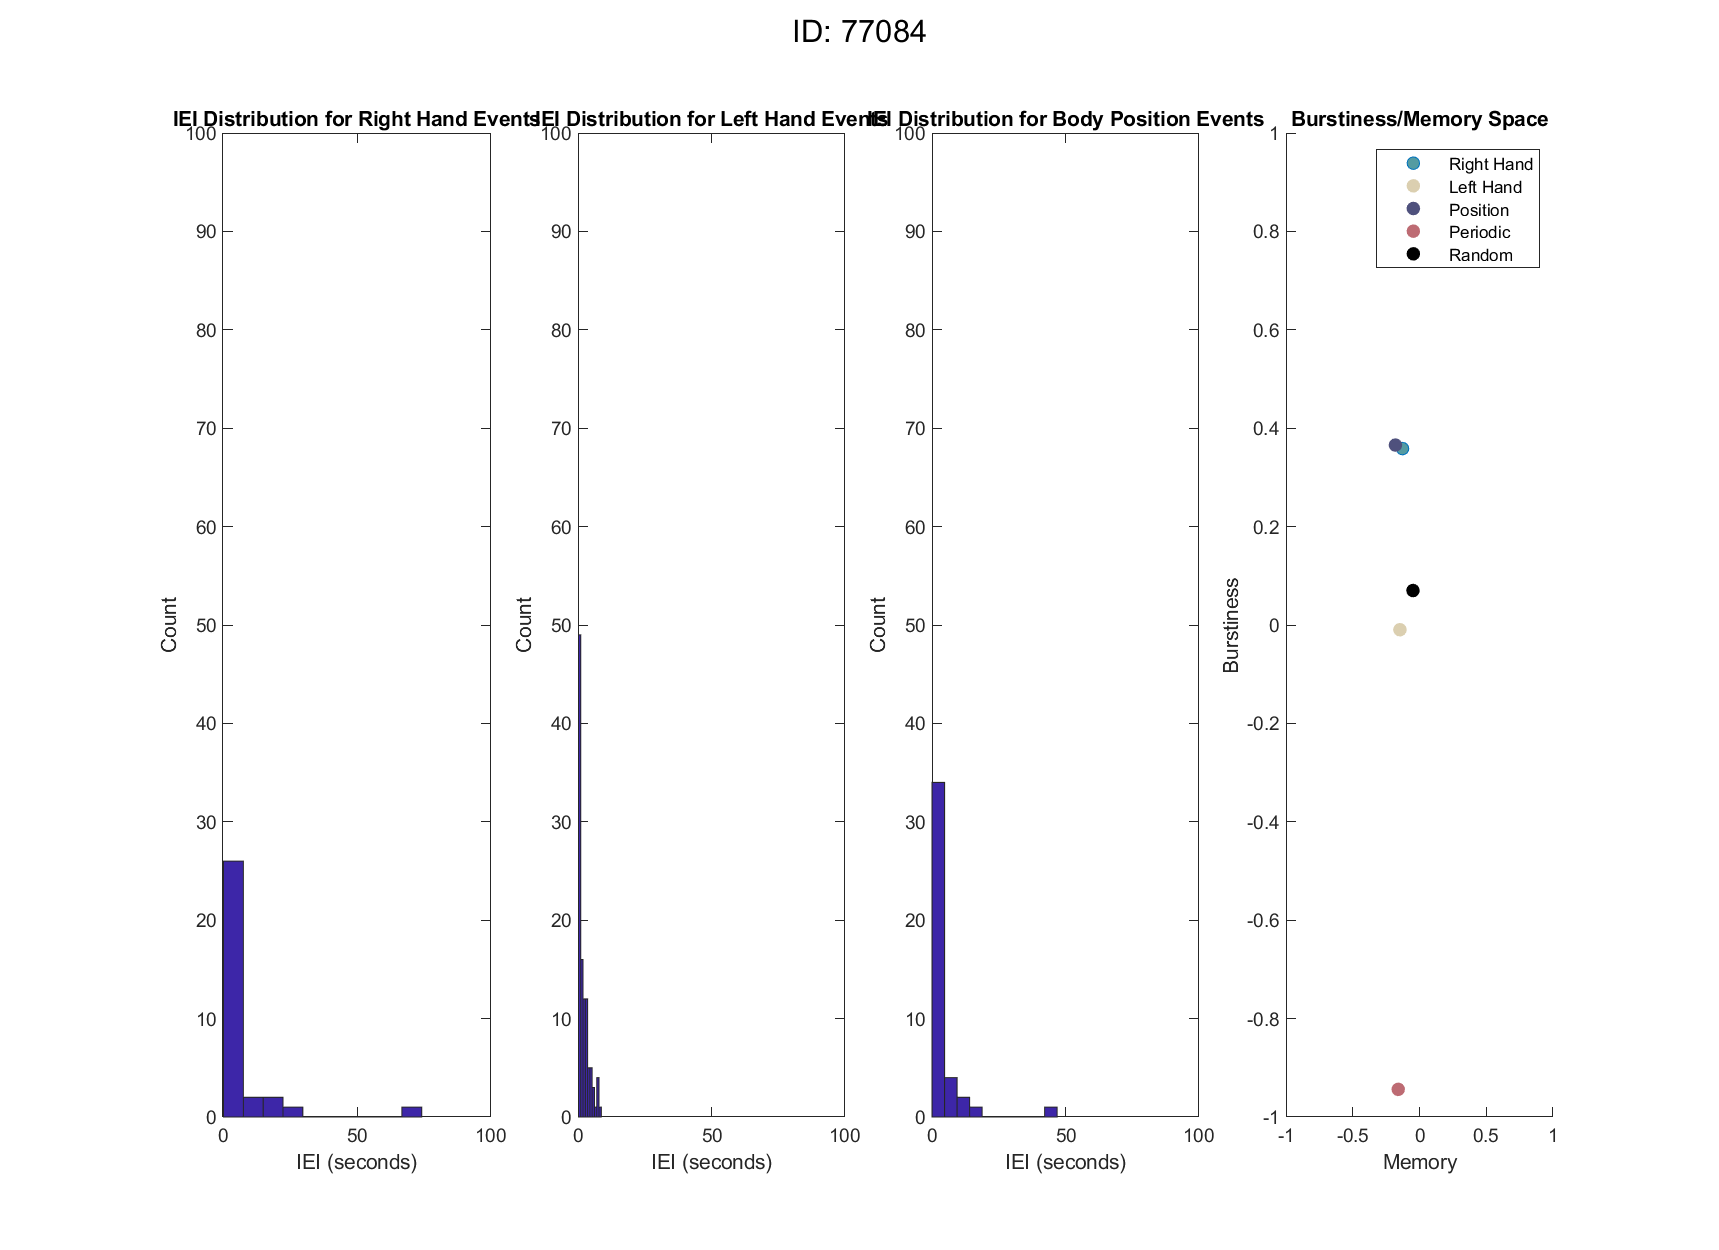 ID: 77084
IEI Distribution for Right Hand Events
IEI Distribution for Left Hand Events
IEI Distribution for Body Position Events
Burstiness/Memory Space
100
90
80
70
60
50
40
30
20
10
0
Count
0 50 100
IEI (seconds)
100
90
80
70
60
50
40
30
20
10
0
Count
0 50 100
IEI (seconds)
100
90
80
70
60
50
40
30
20
10
0
Count
0 50 100
IEI (seconds)
1
0.8
0.6
0.4
0.2
0
-0.2
-0.4
-0.6
-0.8
-1
Burstiness
-1 -0.5 0 0.5 1
Memory
Right Hand
Left Hand
Position
Periodic
Random